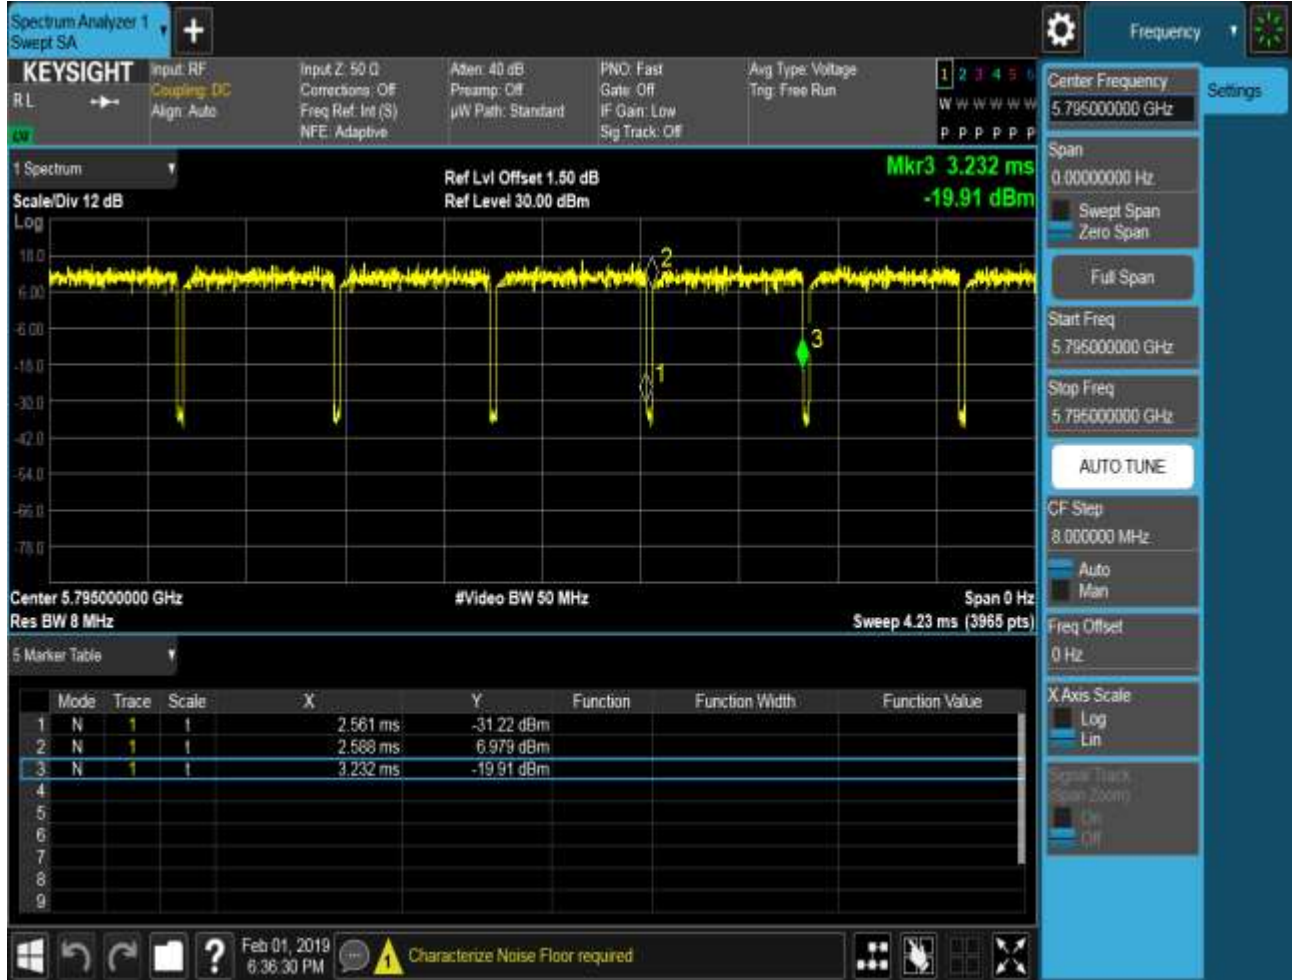 Spectrum Analyzer 1
Swept SA
+
Frequency
KEYSIGHT
RL
Input: RF
Coupling: DC
Align: Auto
Input Z: 50 Ω
Corrections: Off
Freq Ref: Int (S)
NFE: Adaptive
Atten: 40 dB
Preamp: Off
µW Path: Standard
PNO: Fast
Gate: Off
IF Gain: Low
Sig Track: Off
Avg Type: Voltage
Trig: Free Run
1 2 3 4 5 6
W W W W W W
P P P P P P
1 Spectrum
Scale/Div 12 dB
Ref Lvl Offset 1.50 dB
Ref Level 30.00 dBm
Mkr3 3.232 ms
-19.91 dBm
Log
18.0
6.00
-6.00
-18.0
-30.0
-42.0
-54.0
-66.0
-78.0
2
3
1
Center 5.795000000 GHz
#Video BW 50 MHz
Span 0 Hz
Res BW 8 MHz
Sweep 4.23 ms (3965 pts)
5 Marker Table
Mode Trace Scale X Y Function Function Width Function Value
1 N 1 t 2.561 ms -31.22 dBm
2 N 1 t 2.588 ms 6.979 dBm
3 N 1 t 3.232 ms -19.91 dBm
4
5
6
7
8
9
Feb 01, 2019
6:36:30 PM
1
Characterize Noise Floor required
Settings
Center Frequency
5.795000000 GHz
Span
0.00000000 Hz
Swept Span
Zero Span
Full Span
Start Freq
5.795000000 GHz
Stop Freq
5.795000000 GHz
AUTO TUNE
CF Step
8.000000 MHz
Auto
Man
Freq Offset
0 Hz
X Axis Scale
Log
Lin
Signal Track
(Span Zoom)
On
Off